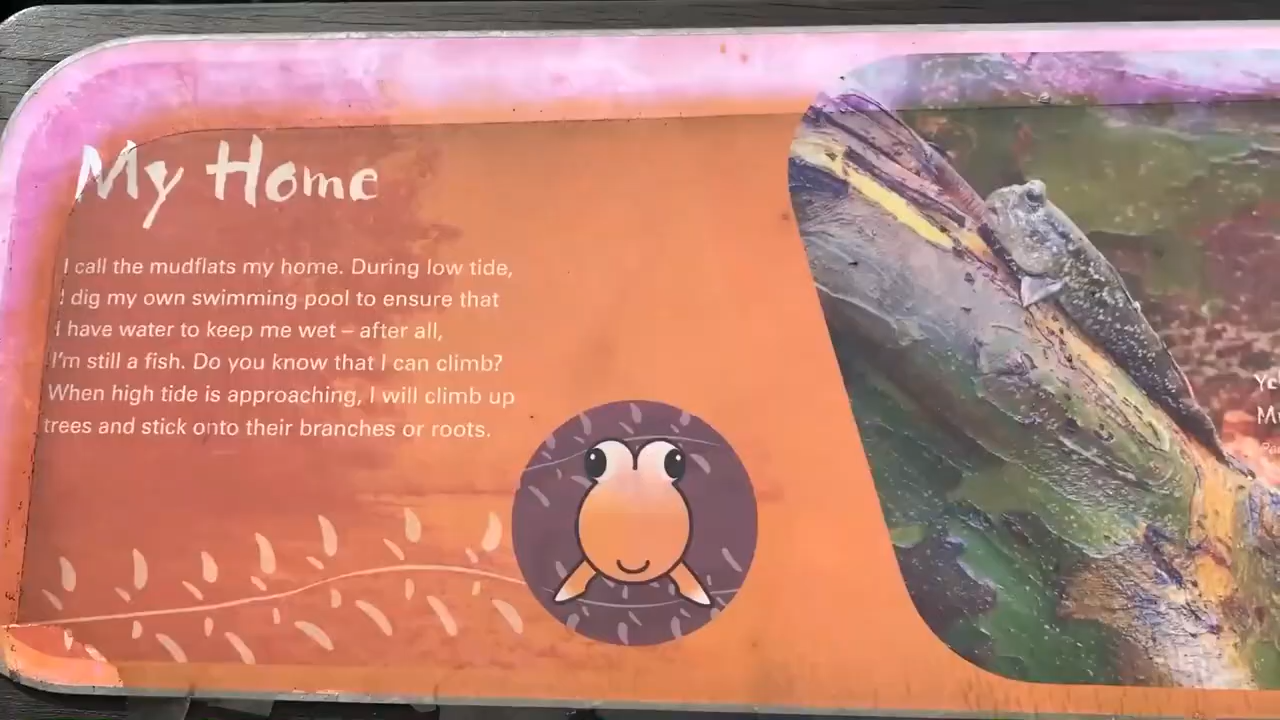 My Home
I call the mudflats my home. During low tide,
I dig my own swimming pool to ensure that
I have water to keep me wet – after all,
I'm still a fish. Do you know that I can climb?
When high tide is approaching, I will climb up
trees and stick onto their branches or roots.